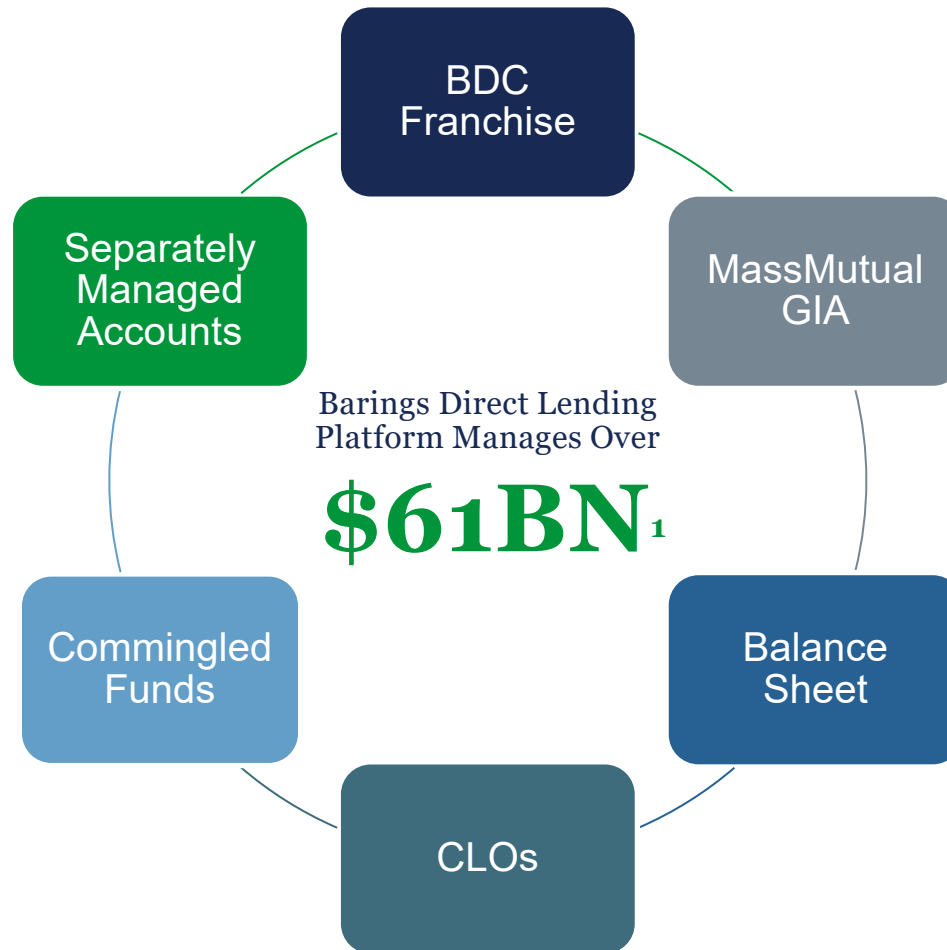 BDC
Franchise
Separately
Managed
Accounts
MassMutual
GIA
Barings Direct Lending
Platform Manages Over
$61BN1
Commingled
Funds
Balance
Sheet
CLOs